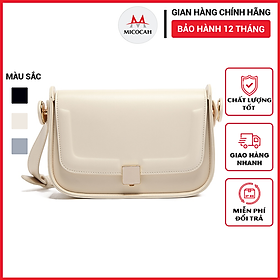 MICOCAH
GIAN HÀNG CHÍNH HÃNG
BẢO HÀNH 12 THÁNG
MÀU SẮC
CHẤT LƯỢNG
TỐT
GIAO HÀNG
NHANH
MIỄN PHÍ
ĐỔI TRẢ